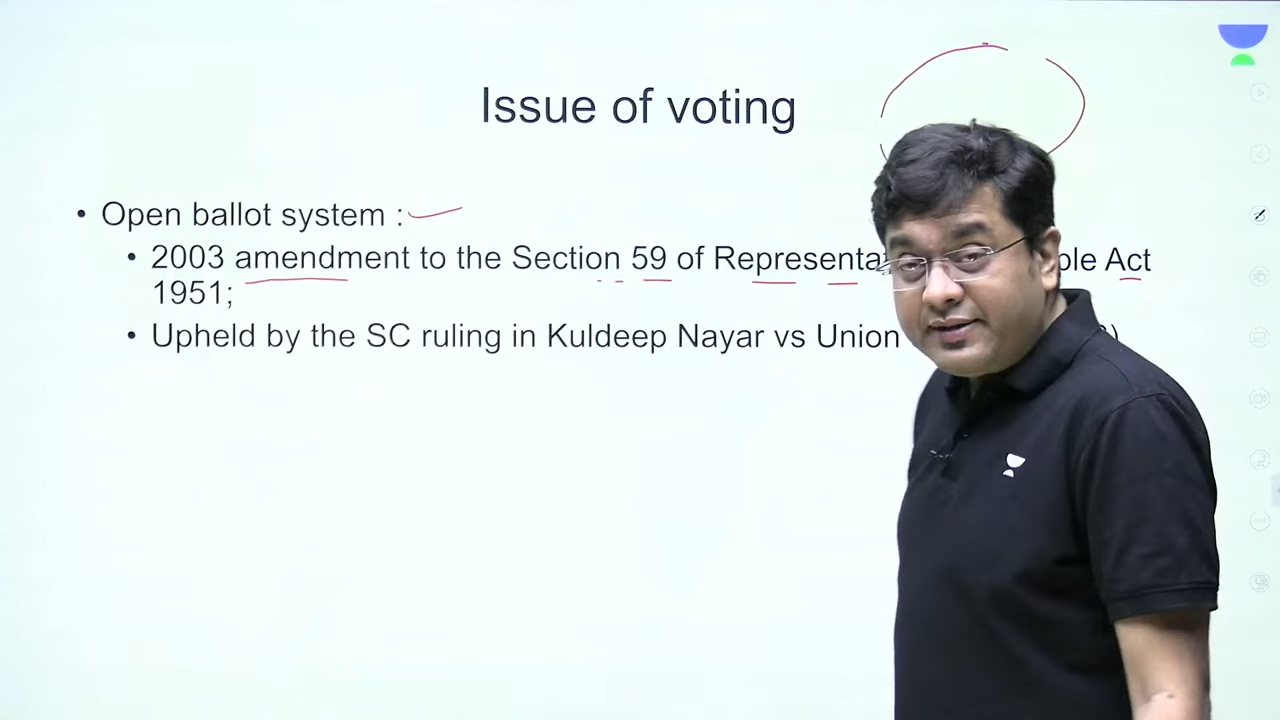 Issue of voting
• Open ballot system :
• 2003 amendment to the Section 59 of ple Act
1951;
• Upheld by the SC ruling in Kuldeep Nayar vs Union